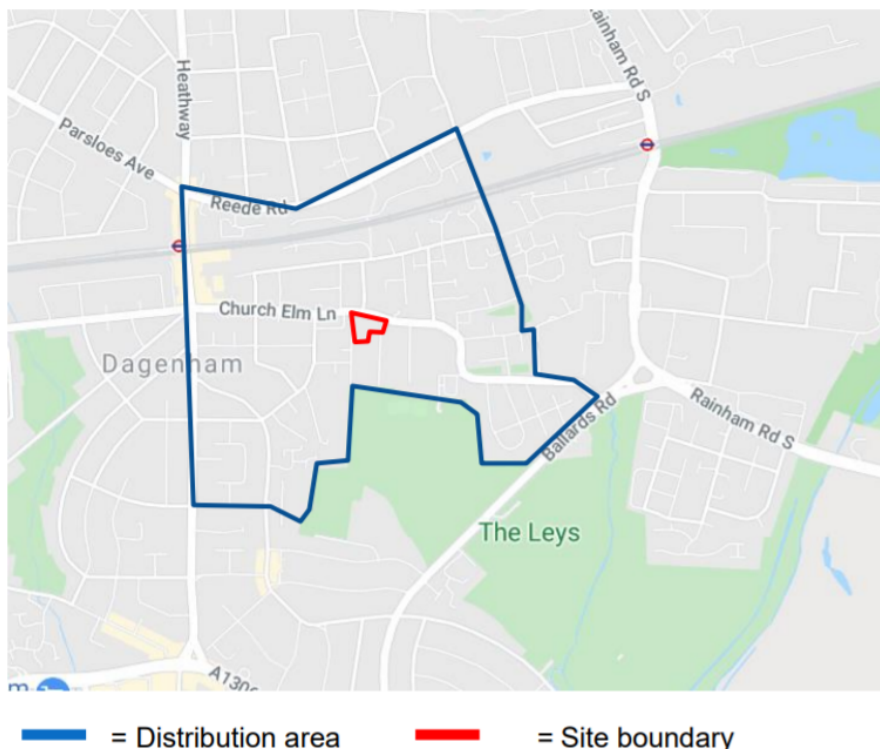 Rainham Rd S
Heathway
Parsloes Ave
Reede Rd
Church Elm Ln
Dagenham
Ballards Rd
Rainham Rd S
The Leys
= Distribution area
= Site boundary